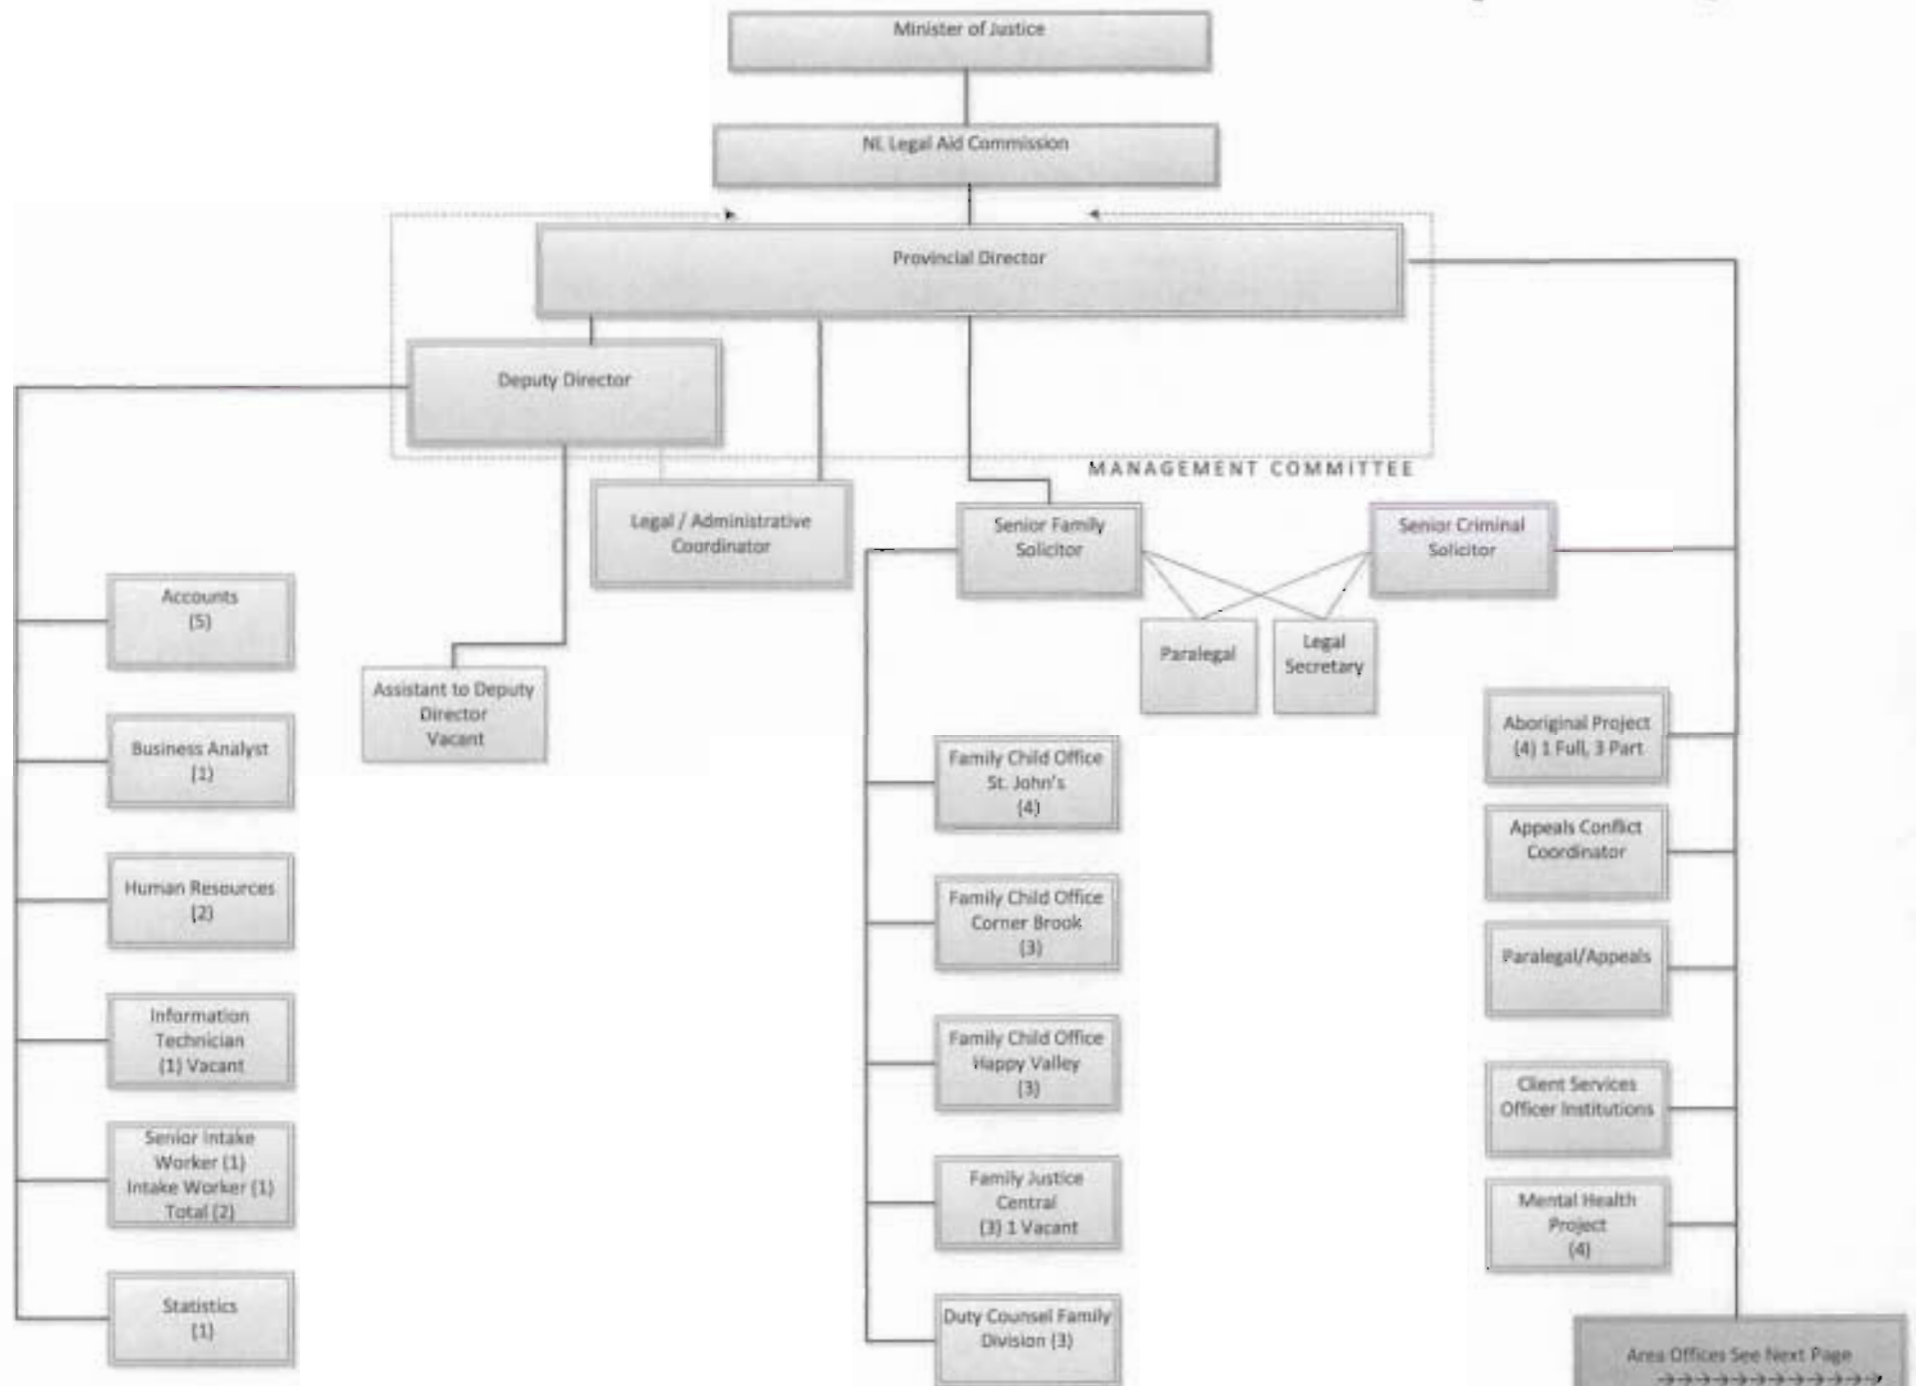 Minister of Justice
NL Legal Aid Commission
Provincial Director
Deputy Director
MANAGEMENT COMMITTEE
Legal / Administrative
Coordinator
Senior Family
Solicitor
Senior Criminal
Solicitor
Paralegal
Legal
Secretary
Assistant to Deputy
Director
Vacant
Accounts
(5)
Business Analyst
(1)
Human Resources
(2)
Information
Technician
(1) Vacant
Senior Intake
Worker (1)
Intake Worker (1)
Total (2)
Statistics
(1)
Family Child Office
St. John's
(4)
Family Child Office
Corner Brook
(3)
Family Child Office
Happy Valley
(3)
Family Justice
Central
(3) 1 Vacant
Duty Counsel Family
Division (3)
Aboriginal Project
(4) 1 Full, 3 Part
Appeals Conflict
Coordinator
Paralegal/Appeals
Client Services
Officer Institutions
Mental Health
Project
(4)
Area Offices See Next Page